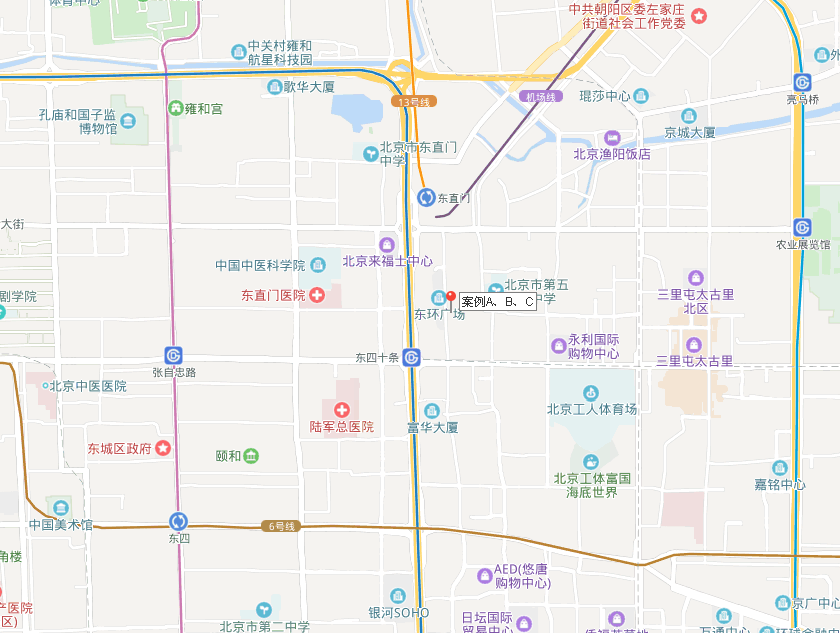 体育中心
中共朝阳区委左家庄
街道社会工作党委
中关村雍和
航星科技园
歌华大厦
13号线
机场线
琨莎中心
亮马桥
雍和宫
孔庙和国子监
博物馆
京城大厦
北京市东直门
中学
北京渔阳饭店
东直门
大街
农业展览馆
北京来福士中心
中国中医科学院
东直门医院
北京市第五
中学
三里屯太古里
北区
案例A、B、C
东环广场
剧学院
永利国际
购物中心
三里屯太古里
东四十条
张自忠路
北京中医医院
北京工人体育场
陆军总医院
富华大厦
东城区政府
颐和
北京工体富国
海底世界
嘉铭中心
中国美术馆
6号线
东四
角楼
AED(悠唐
购物中心)
银河SOHO
北京市第二中学
日坛国际
贸易中心
京广中心
万通中心